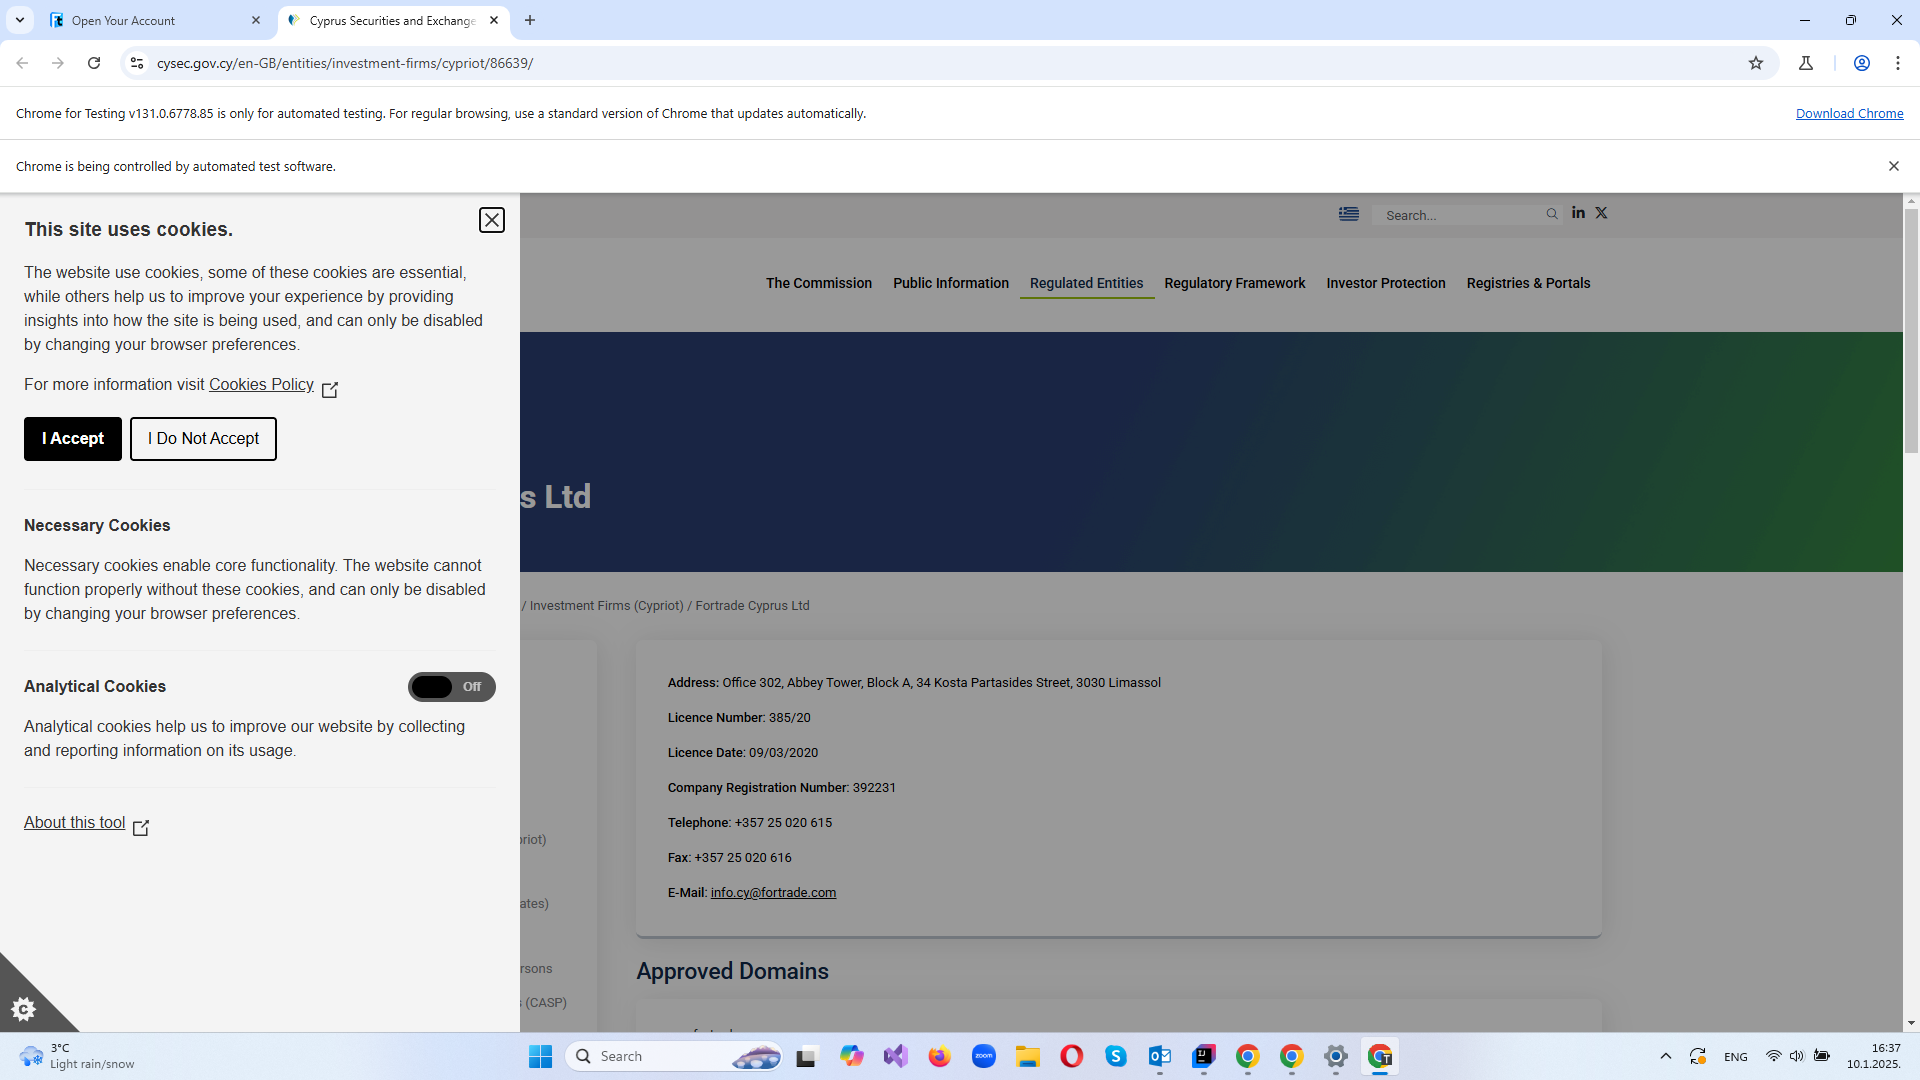 Open Your Account
Cyprus Securities and Exchange
cysec.gov.cy/en-GB/entities/investment-firms/cypriot/86639/
Chrome for Testing v131.0.6778.85 is only for automated testing. For regular browsing, use a standard version of Chrome that updates automatically.
Download Chrome
Chrome is being controlled by automated test software.
This site uses cookies.
The website use cookies, some of these cookies are essential,
while others help us to improve your experience by providing
insights into how the site is being used, and can only be disabled
by changing your browser preferences.
For more information visit Cookies Policy
I Accept
I Do Not Accept
Necessary Cookies
Necessary cookies enable core functionality. The website cannot
function properly without these cookies, and can only be disabled
by changing your browser preferences.
Analytical Cookies
Off
Analytical cookies help us to improve our website by collecting
and reporting information on its usage.
About this tool
Search...
The Commission
Public Information
Regulated Entities
Regulatory Framework
Investor Protection
Registries & Portals
s Ltd
/ Investment Firms (Cypriot) / Fortrade Cyprus Ltd
Address: Office 302, Abbey Tower, Block A, 34 Kosta Partasides Street, 3030 Limassol
Licence Number: 385/20
Licence Date: 09/03/2020
Company Registration Number: 392231
Telephone: +357 25 020 615
Fax: +357 25 020 616
E-Mail: info.cy@fortrade.com
Approved Domains
priot)
ates)
rsons
s (CASP)
3°C
Light rain/snow
Search
zoom
ENG
16:37
10.1.2025.